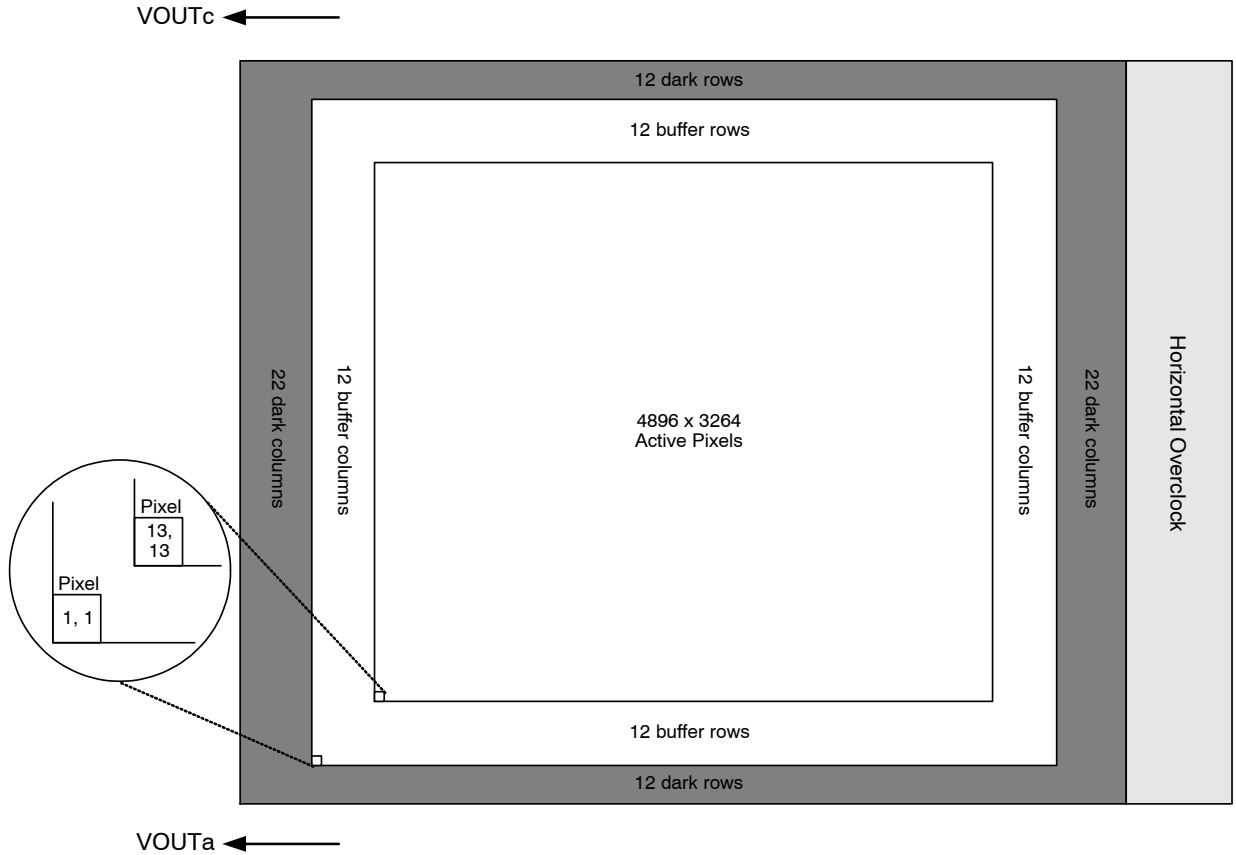 VOUTc
12 dark rows
12 buffer rows
22 dark columns
12 buffer columns
4896 x 3264
Active Pixels
12 buffer columns
22 dark columns
Horizontal Overclock
Pixel
13,
13
Pixel
1, 1
12 buffer rows
12 dark rows
VOUTa